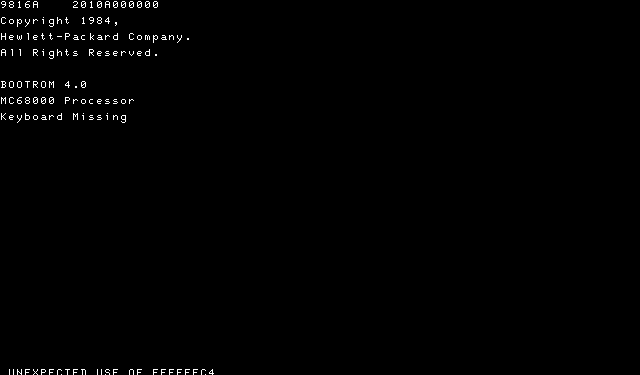 9816A 2010A000000
Copyright 1984,
Hewlett-Packard Company.
All Rights Reserved.
BOOTROM 4.0
MC68000 Processor
Keyboard Missing
UNEXPECTED USE OF